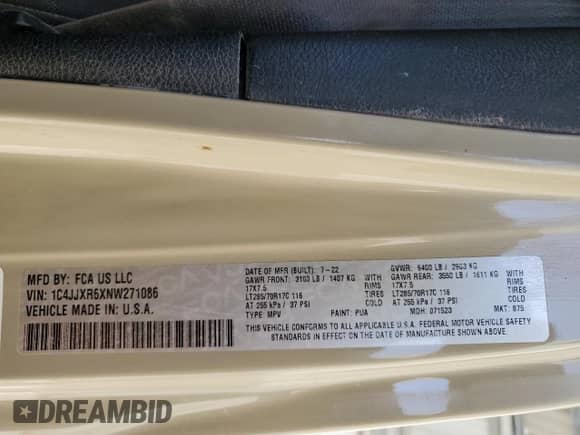 MFD BY: FCA US LLC
VIN: 1C4JJXR6XNW271086
VEHICLE MADE IN: U.S.A.
DATE OF MFR (BUILT): 7-22
GVWR: 6400 LB / 2903 KG
GAWR FRONT: 3103 LB / 1407 KG
GAWR REAR: 3550 LB / 1611 KG
17X7.5 RIMS
17X7.5 RIMS
LT285/70R17C 116 TIRES
LT285/70R17C 116 TIRES
AT 255 kPa / 37 PSI COLD
AT 255 kPa / 37 PSI COLD
TYPE: MPV PAINT: PUA MDH: 071523 MKT: 875
THIS VEHICLE CONFORMS TO ALL APPLICABLE U.S.A. FEDERAL MOTOR VEHICLE SAFETY
STANDARDS IN EFFECT ON THE DATE OF MANUFACTURE SHOWN ABOVE.
DREAMBID